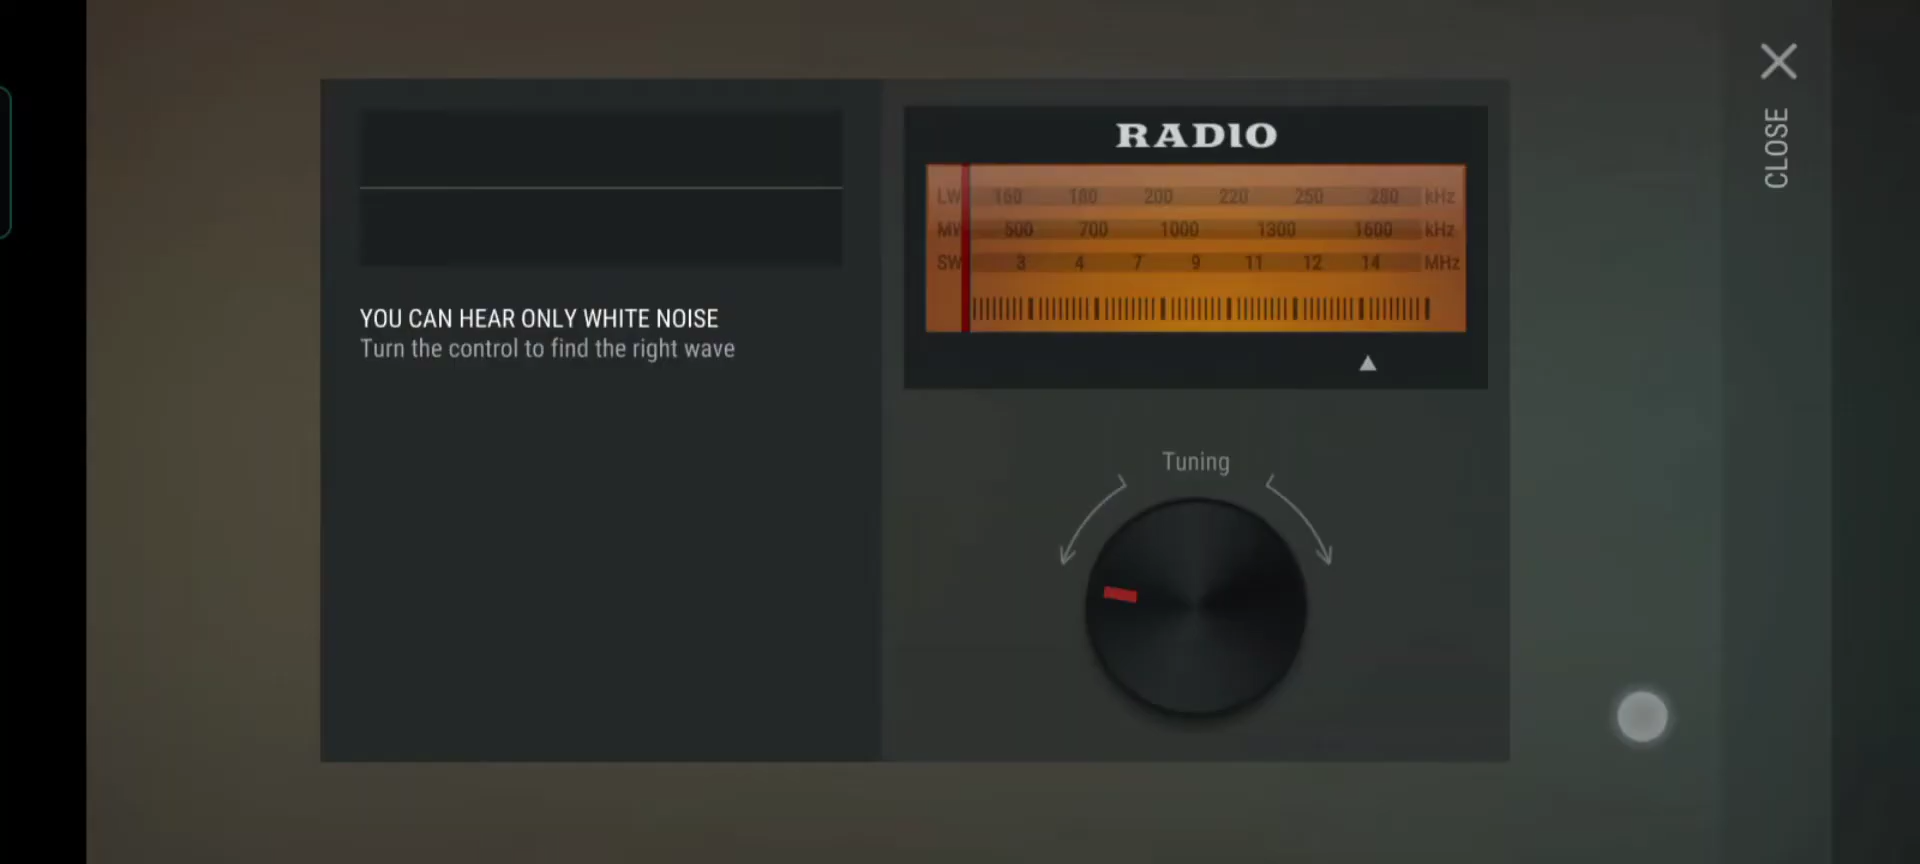 CLOSE
RADIO
LW 160 180 200 220 250 280 kHz
MW 500 700 1000 1300 1600 kHz
SW 3 4 7 9 11 12 14 MHz
YOU CAN HEAR ONLY WHITE NOISE
Turn the control to find the right wave
Tuning